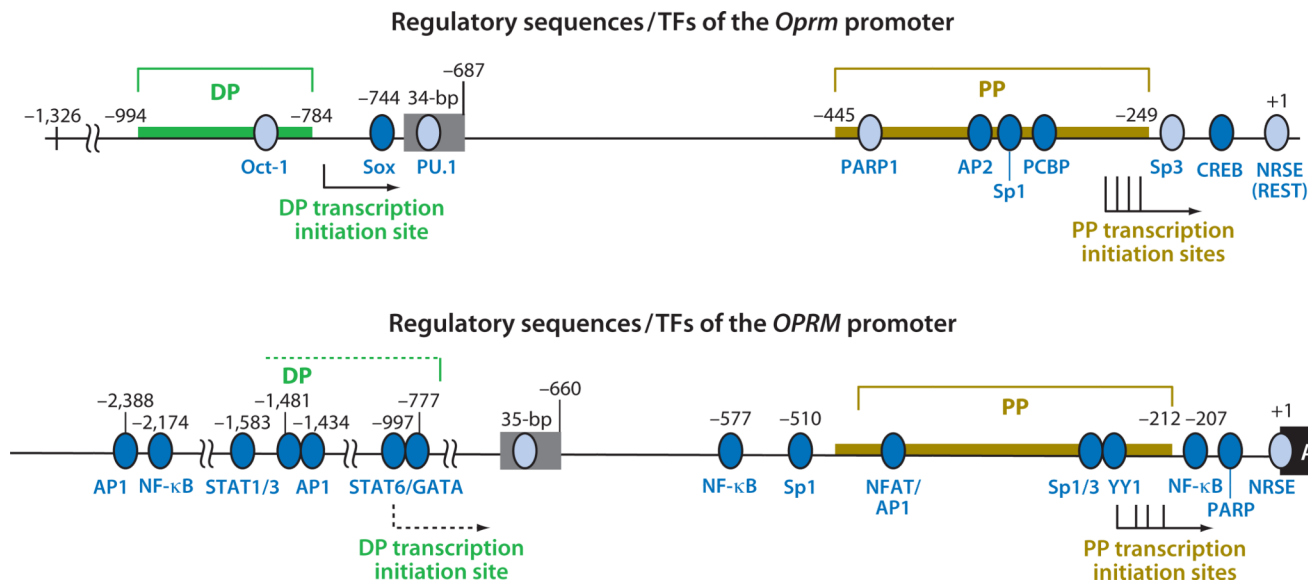 Regulatory sequences/TFs of the Oprm promoter
DP
PP
–1,326
–994
–784
–744
34-bp
–687
–445
–249
+1
Oct-1
Sox
PU.1
PARP1
AP2
Sp1
PCBP
Sp3
CREB
NRSE
(REST)
DP transcription
initiation site
PP transcription
initiation sites
Regulatory sequences/TFs of the OPRM promoter
DP
PP
–2,388
–2,174
–1,583
–1,481
–1,434
–997
–777
35-bp
–660
–577
–510
–212
–207
+1
A
AP1
NF-κB
STAT1/3
AP1
STAT6/GATA
NF-κB
Sp1
NFAT/
AP1
Sp1/3
YY1
NF-κB
PARP
NRSE
DP transcription
initiation site
PP transcription
initiation sites